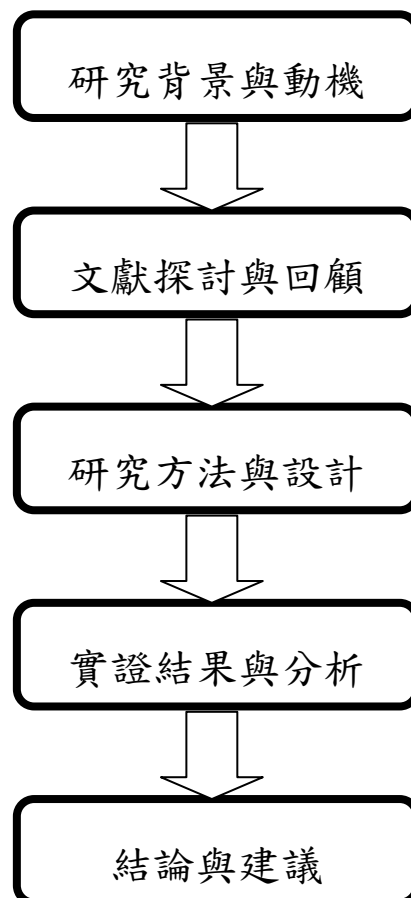 研究背景與動機
文獻探討與回顧
研究方法與設計
實證結果與分析
結論與建議